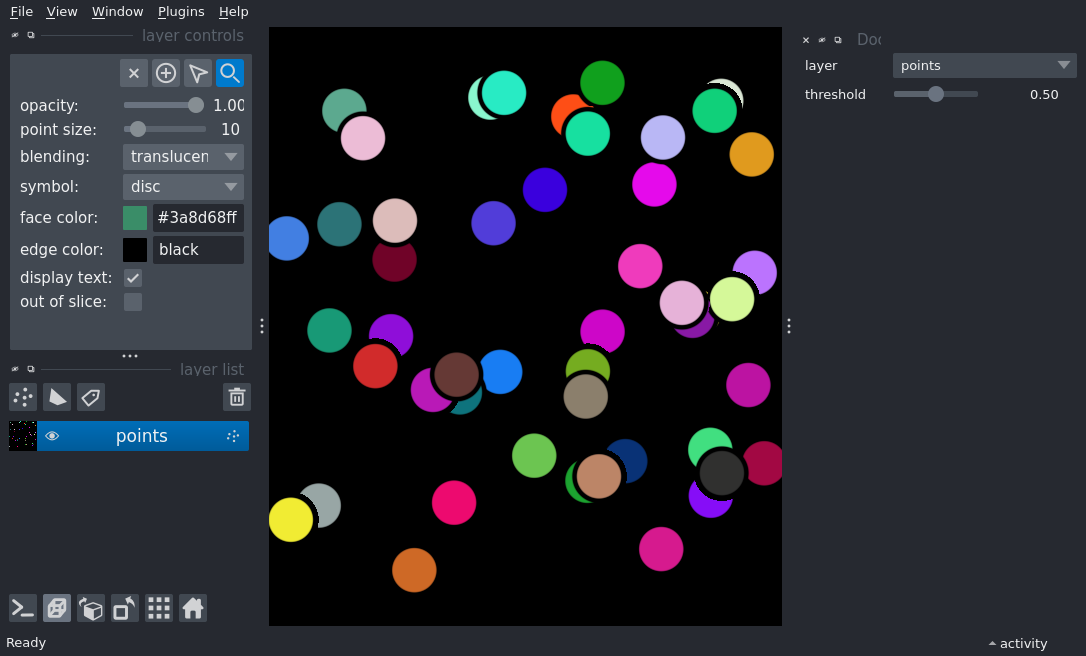 File View Window Plugins Help
layer controls
opacity: 1.00
point size: 10
blending: translucen
symbol: disc
face color: #3a8d68ff
edge color: black
display text:
out of slice:
layer list
points
Ready
Doc
layer points
threshold 0.50
activity